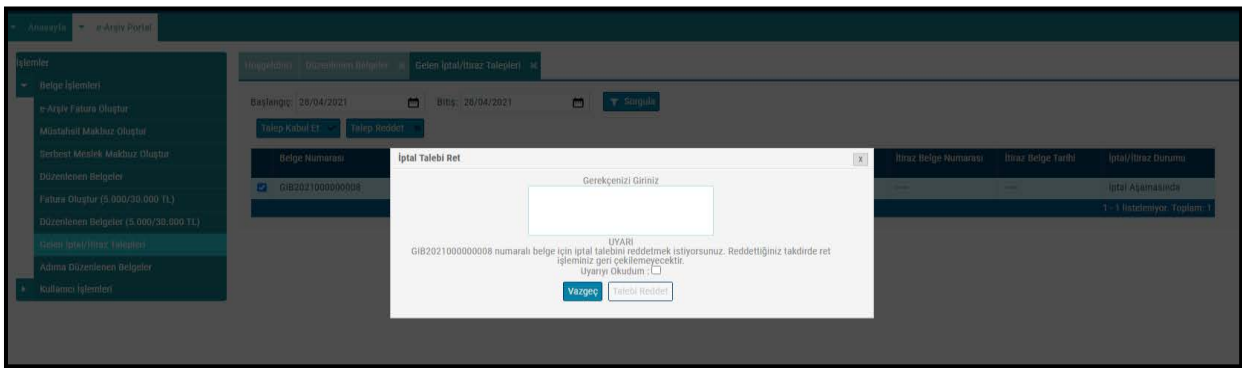 Anasayfa
e-Arşiv Portal
İşlemler
Belge İşlemleri
e-Arşiv Fatura Oluştur
Müstahsil Makbuz Oluştur
Serbest Meslek Makbuz Oluştur
Düzenlenen Belgeler
Fatura Oluştur (5.000/30.000 TL)
Düzenlenen Belgeler (5.000/30.000 TL)
Gelen İptal/İtiraz Talepleri
Adıma Düzenlenen Belgeler
Kullanıcı İşlemleri
Hoşgeldiniz Düzenlenen Belgeler Gelen İptal/İtiraz Talepleri
Başlangıç: 28/04/2021 Bitiş: 28/04/2021 Sorgula
Talep Kabul Et Talep Reddet
Belge Numarası İtiraz Belge Numarası İtiraz Belge Tarihi İptal/İtiraz Durumu
GIB2021000000008 ---- ---- İptal Aşamasında
1 - 1 listeleniyor. Toplam: 1
İptal Talebi Ret x
Gerekçenizi Giriniz
UYARI
GIB2021000000008 numaralı belge için iptal talebini reddetmek istiyorsunuz. Reddettiğiniz takdirde ret
işleminiz geri çekilemeyecektir.
Uyarıyı Okudum :
Vazgeç Talebi Reddet